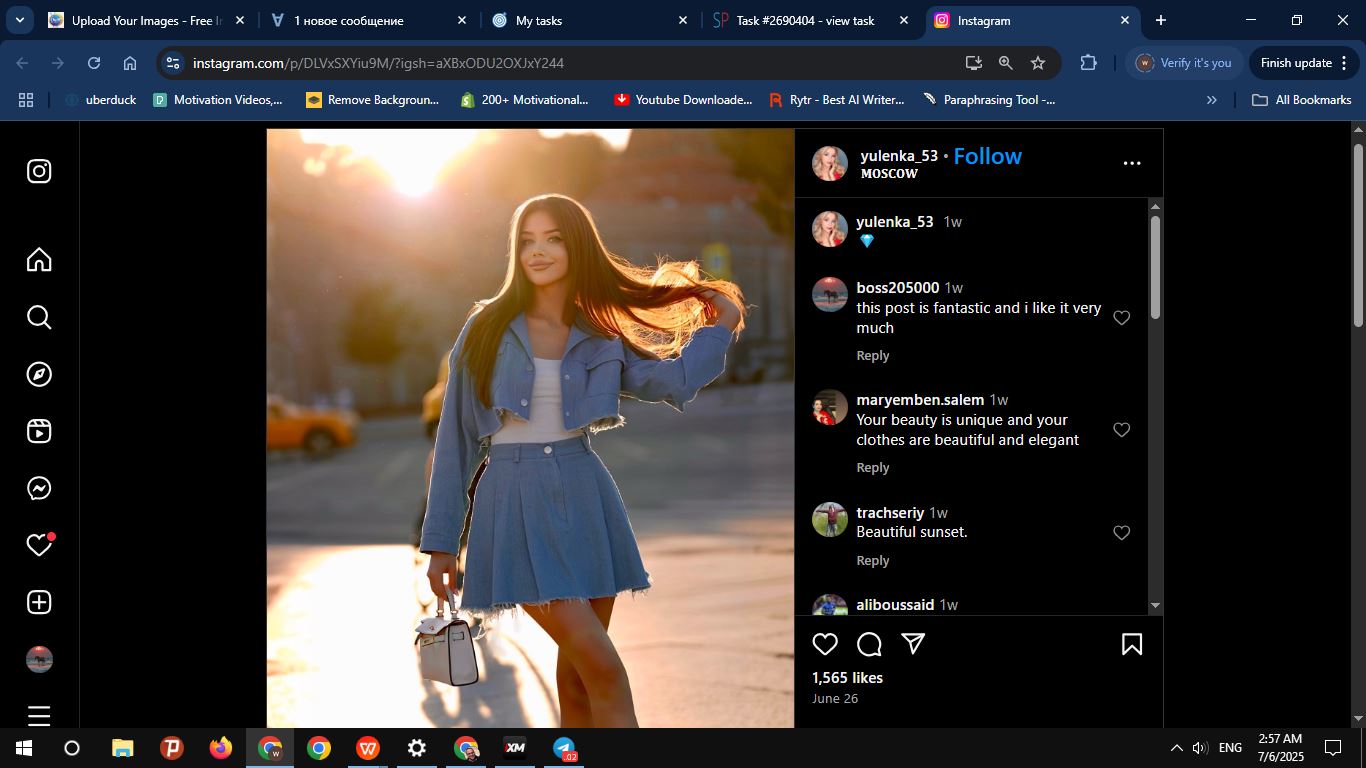 Upload Your Images - Free I
1 новое сообщение
My tasks
Task #2690404 - view task
Instagram
instagram.com/p/DLVxSXYiu9M/?igsh=aXBxODU2OXJxY244
Verify it's you
Finish update
uberduck
Motivation Videos,...
Remove Backgroun...
200+ Motivational...
Youtube Downloade...
Rytr - Best AI Writer...
Paraphrasing Tool -...
»
All Bookmarks
yulenka_53 • Follow
𝐌𝐎𝐒𝐂𝐎𝐖
yulenka_53 1w
💎
boss205000 1w
this post is fantastic and i like it very
much
Reply
maryemben.salem 1w
Your beauty is unique and your
clothes are beautiful and elegant
Reply
trachseriy 1w
Beautiful sunset.
Reply
aliboussaid 1w
1,565 likes
June 26
ENG
2:57 AM
7/6/2025